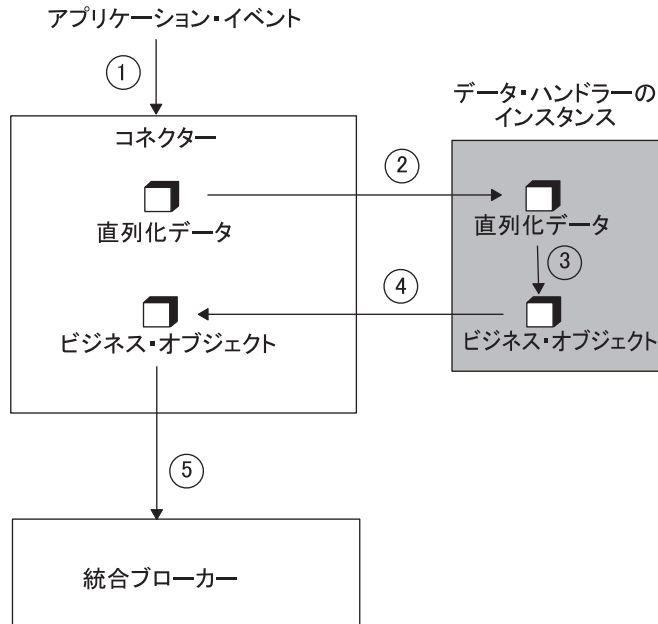 アプリケーション・イベント
①
データ・ハンドラーの
インスタンス
コネクター
②
直列化データ
直列化データ
③
④
ビジネス・オブジェクト
ビジネス・オブジェクト
⑤
統合ブローカー